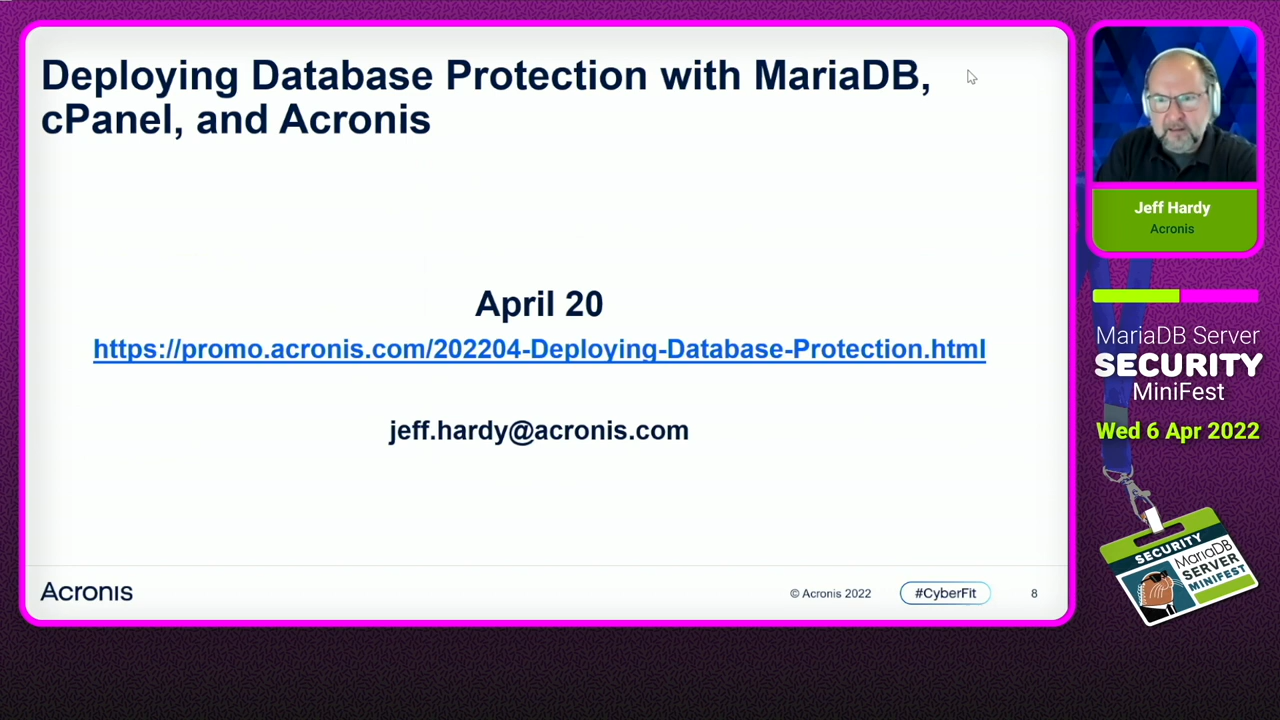 Deploying Database Protection with MariaDB,
cPanel, and Acronis
April 20
https://promo.acronis.com/202204-Deploying-Database-Protection.html
jeff.hardy@acronis.com
Acronis
© Acronis 2022
#CyberFit
8
Jeff Hardy
Acronis
MariaDB Server
SECURITY
MiniFest
Wed 6 Apr 2022
SECURITY
MariaDB
SERVER
MINIFEST